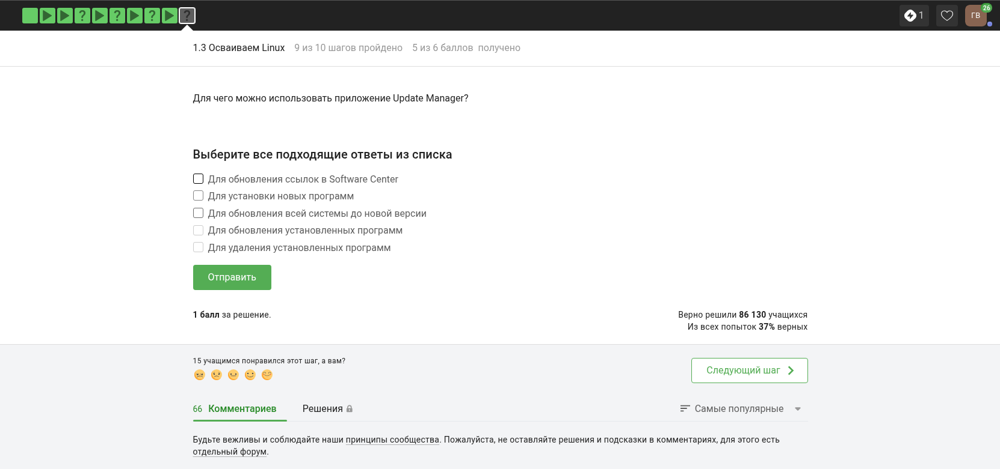 ? ? ? ?
1
ГВ
26
1.3 Осваиваем Linux 9 из 10 шагов пройдено 5 из 6 баллов получено
Для чего можно использовать приложение Update Manager?
Выберите все подходящие ответы из списка
Для обновления ссылок в Software Center
Для установки новых программ
Для обновления всей системы до новой версии
Для обновления установленных программ
Для удаления установленных программ
Отправить
1 балл за решение.
Верно решили 86 130 учащихся
Из всех попыток 37% верных
15 учащимся понравился этот шаг, а вам?
Следующий шаг
66 Комментариев Решения Самые популярные
Будьте вежливы и соблюдайте наши принципы сообщества. Пожалуйста, не оставляйте решения и подсказки в комментариях, для этого есть
отдельный форум.